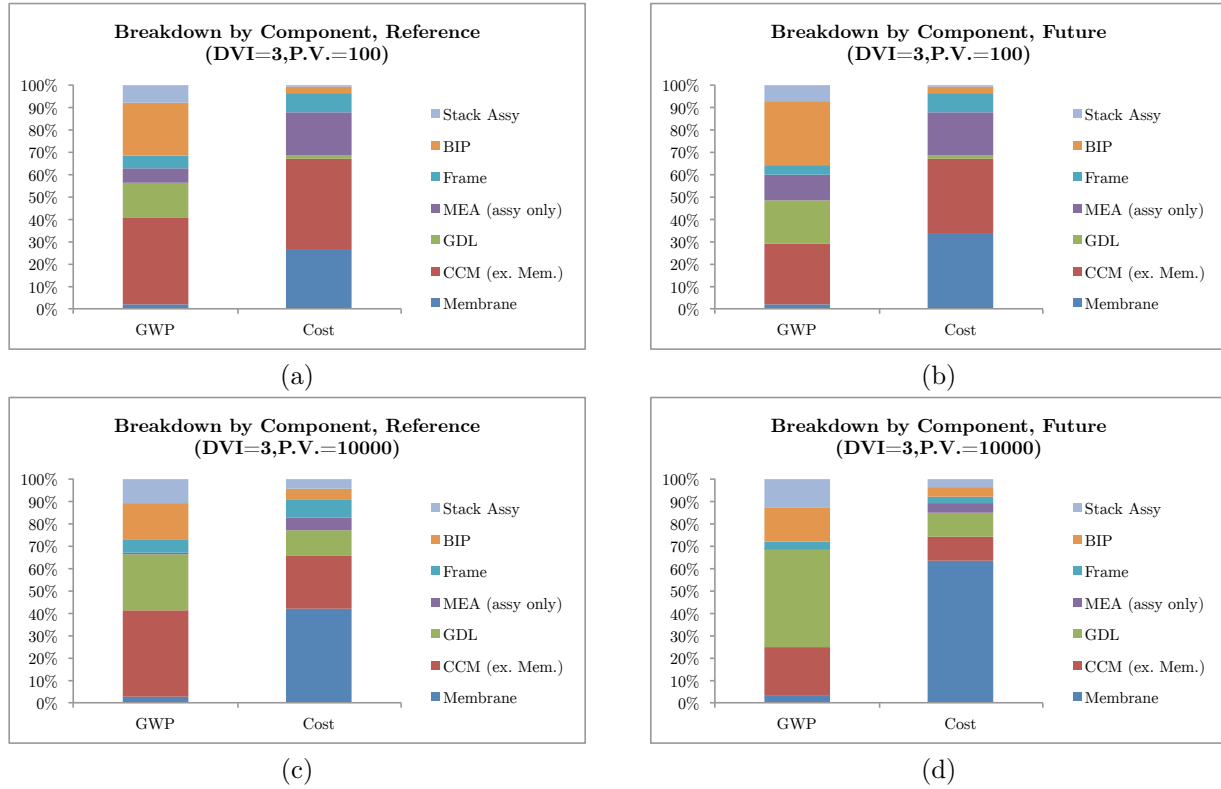 Breakdown by Component, Reference
(DVI=3,P.V.=100)
100%
90%
80%
70%
60%
50%
40%
30%
20%
10%
0%
GWP
Cost
Stack Assy
BIP
Frame
MEA (assy only)
GDL
CCM (ex. Mem.)
Membrane
(a)
Breakdown by Component, Future
(DVI=3,P.V.=100)
100%
90%
80%
70%
60%
50%
40%
30%
20%
10%
0%
GWP
Cost
Stack Assy
BIP
Frame
MEA (assy only)
GDL
CCM (ex. Mem.)
Membrane
(b)
Breakdown by Component, Reference
(DVI=3,P.V.=10000)
100%
90%
80%
70%
60%
50%
40%
30%
20%
10%
0%
GWP
Cost
Stack Assy
BIP
Frame
MEA (assy only)
GDL
CCM (ex. Mem.)
Membrane
(c)
Breakdown by Component, Future
(DVI=3,P.V.=10000)
100%
90%
80%
70%
60%
50%
40%
30%
20%
10%
0%
GWP
Cost
Stack Assy
BIP
Frame
MEA (assy only)
GDL
CCM (ex. Mem.)
Membrane
(d)